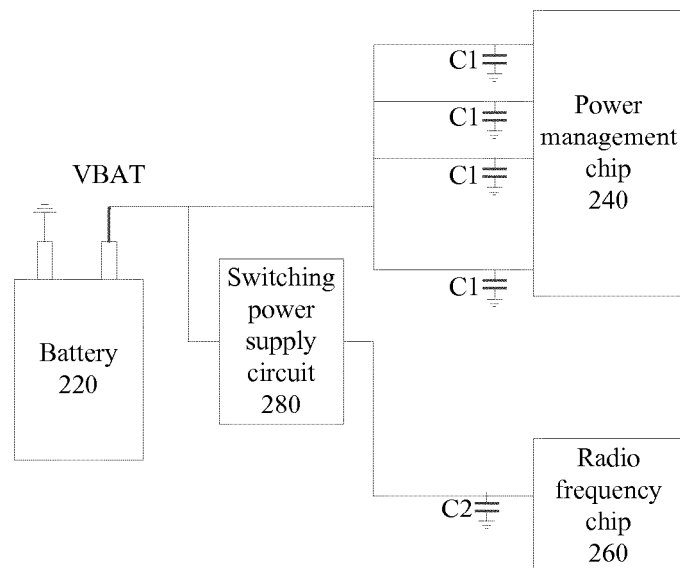 C1
C1
C1
C1
Power
management
chip
240
VBAT
Battery
220
Switching
power
supply
circuit
280
C2
Radio
frequency
chip
260